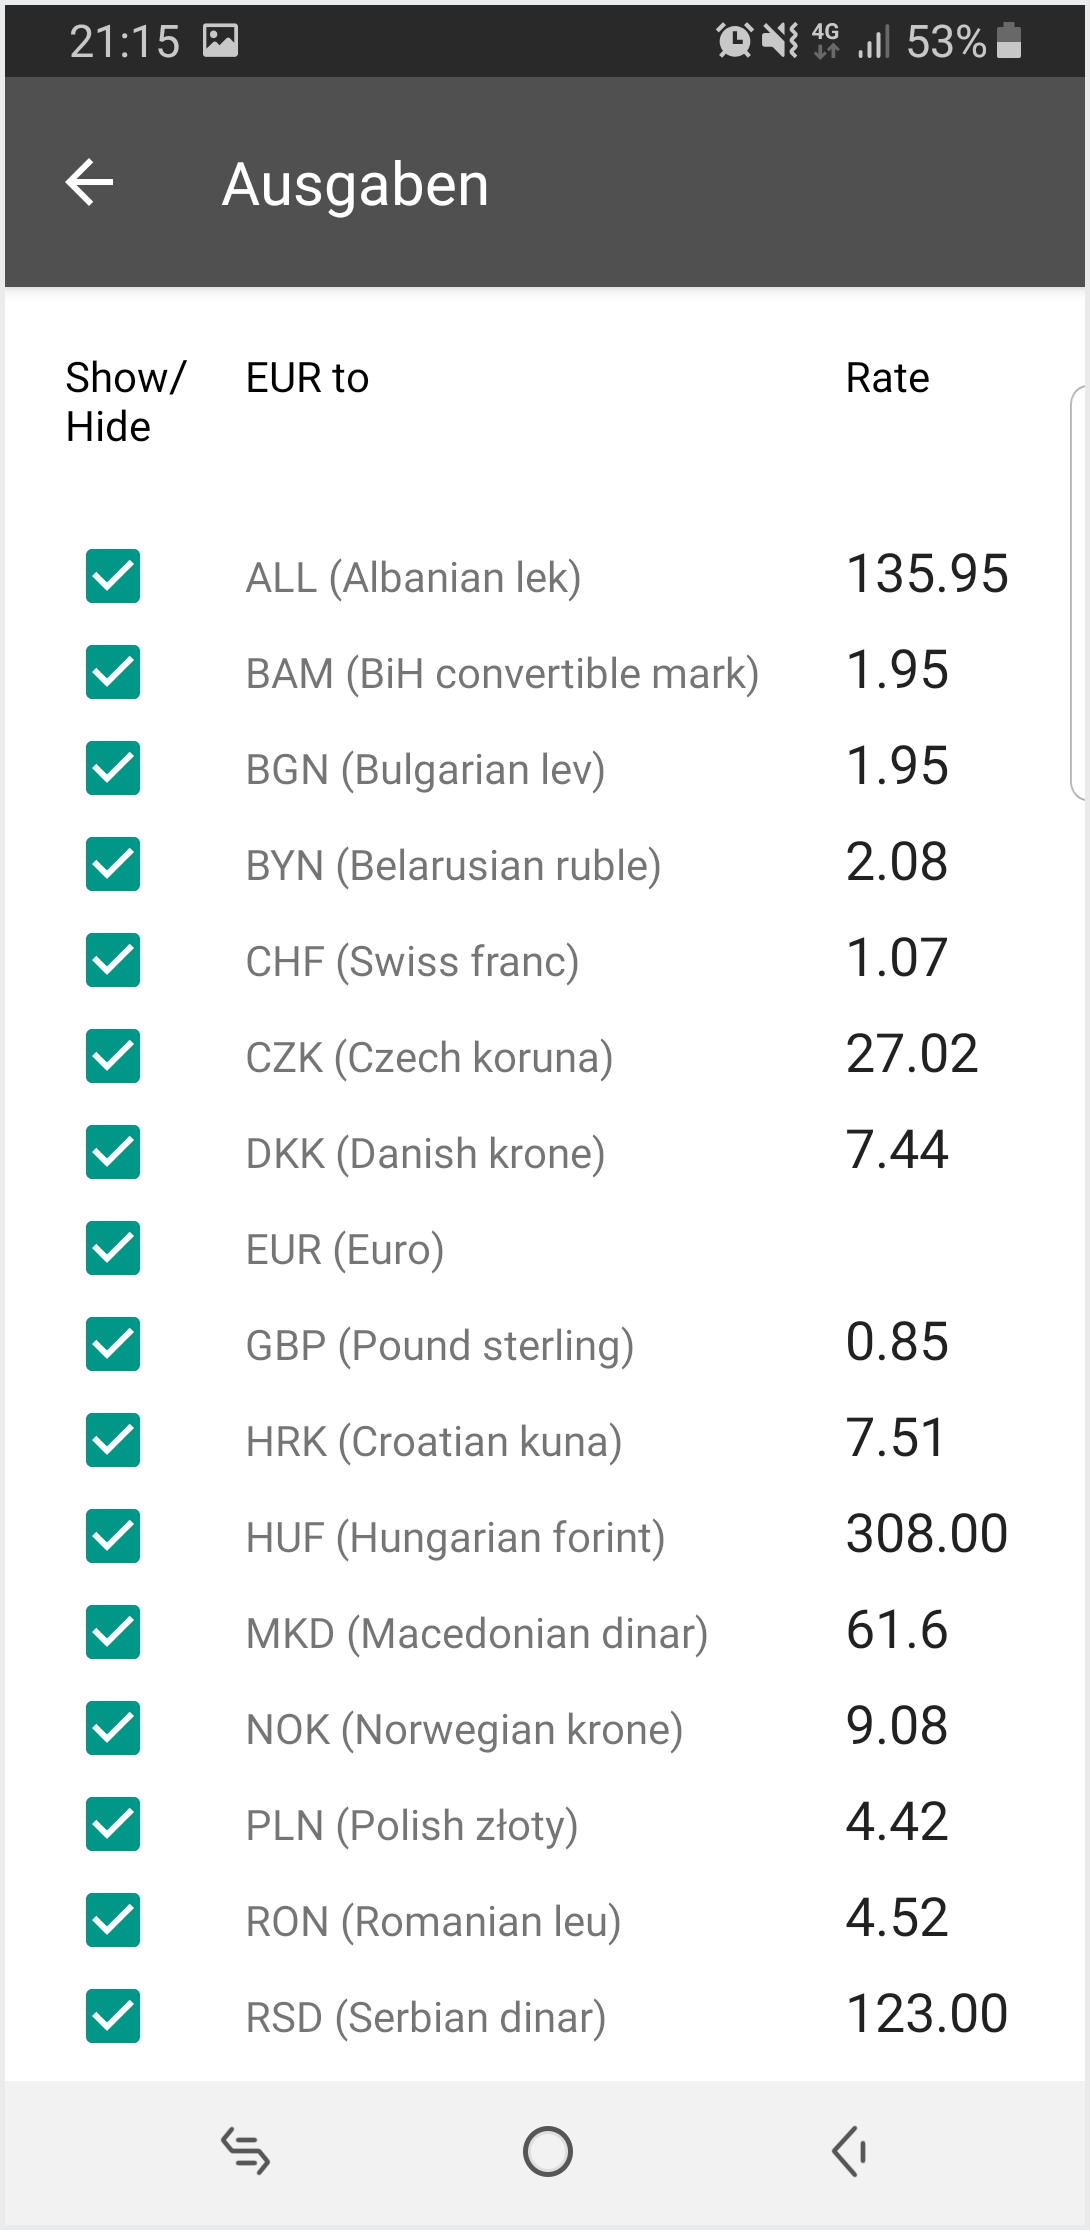 21:15 4G 53%
Ausgaben
Show/ EUR to Rate
Hide
ALL (Albanian lek) 135.95
BAM (BiH convertible mark) 1.95
BGN (Bulgarian lev) 1.95
BYN (Belarusian ruble) 2.08
CHF (Swiss franc) 1.07
CZK (Czech koruna) 27.02
DKK (Danish krone) 7.44
EUR (Euro)
GBP (Pound sterling) 0.85
HRK (Croatian kuna) 7.51
HUF (Hungarian forint) 308.00
MKD (Macedonian dinar) 61.6
NOK (Norwegian krone) 9.08
PLN (Polish złoty) 4.42
RON (Romanian leu) 4.52
RSD (Serbian dinar) 123.00